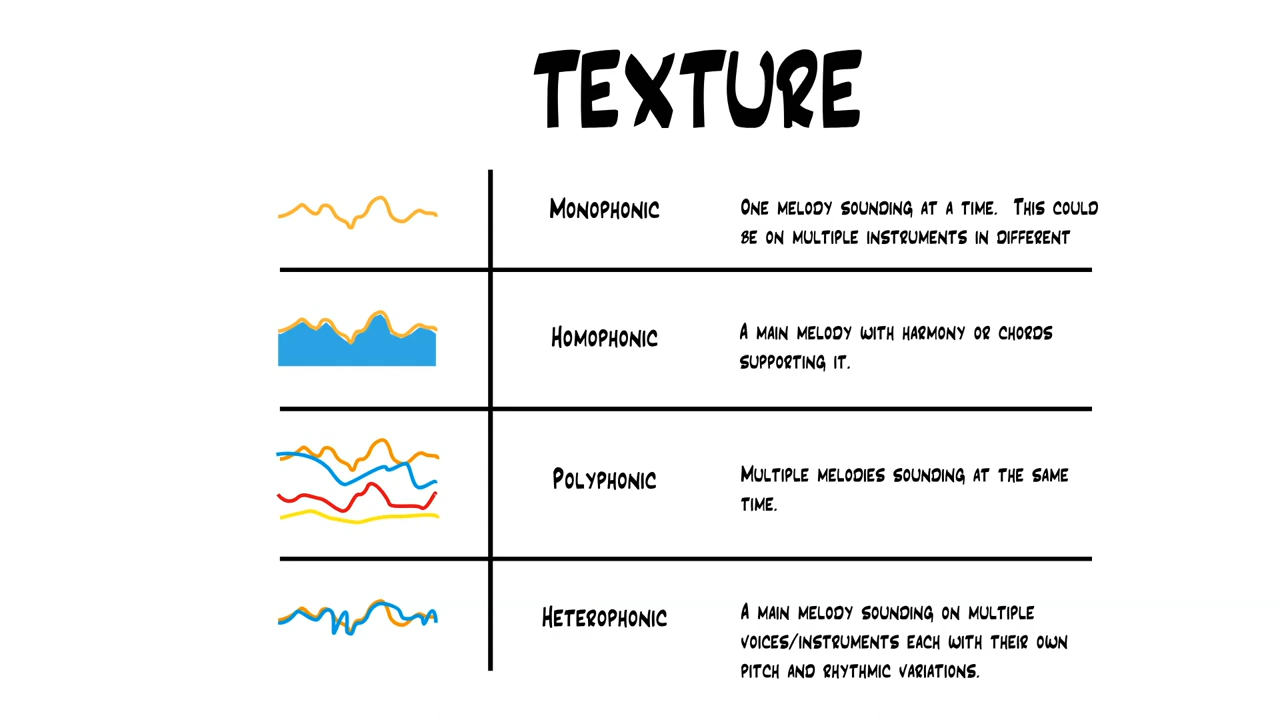 TEXTURE
MONOPHONIC
ONE MELODY SOUNDING AT A TIME. THIS COULD
BE ON MULTIPLE INSTRUMENTS IN DIFFERENT
HOMOPHONIC
A MAIN MELODY WITH HARMONY OR CHORDS
SUPPORTING IT.
POLYPHONIC
MULTIPLE MELODIES SOUNDING AT THE SAME
TIME.
HETEROPHONIC
A MAIN MELODY SOUNDING ON MULTIPLE
VOICES/INSTRUMENTS EACH WITH THEIR OWN
PITCH AND RHYTHMIC VARIATIONS.